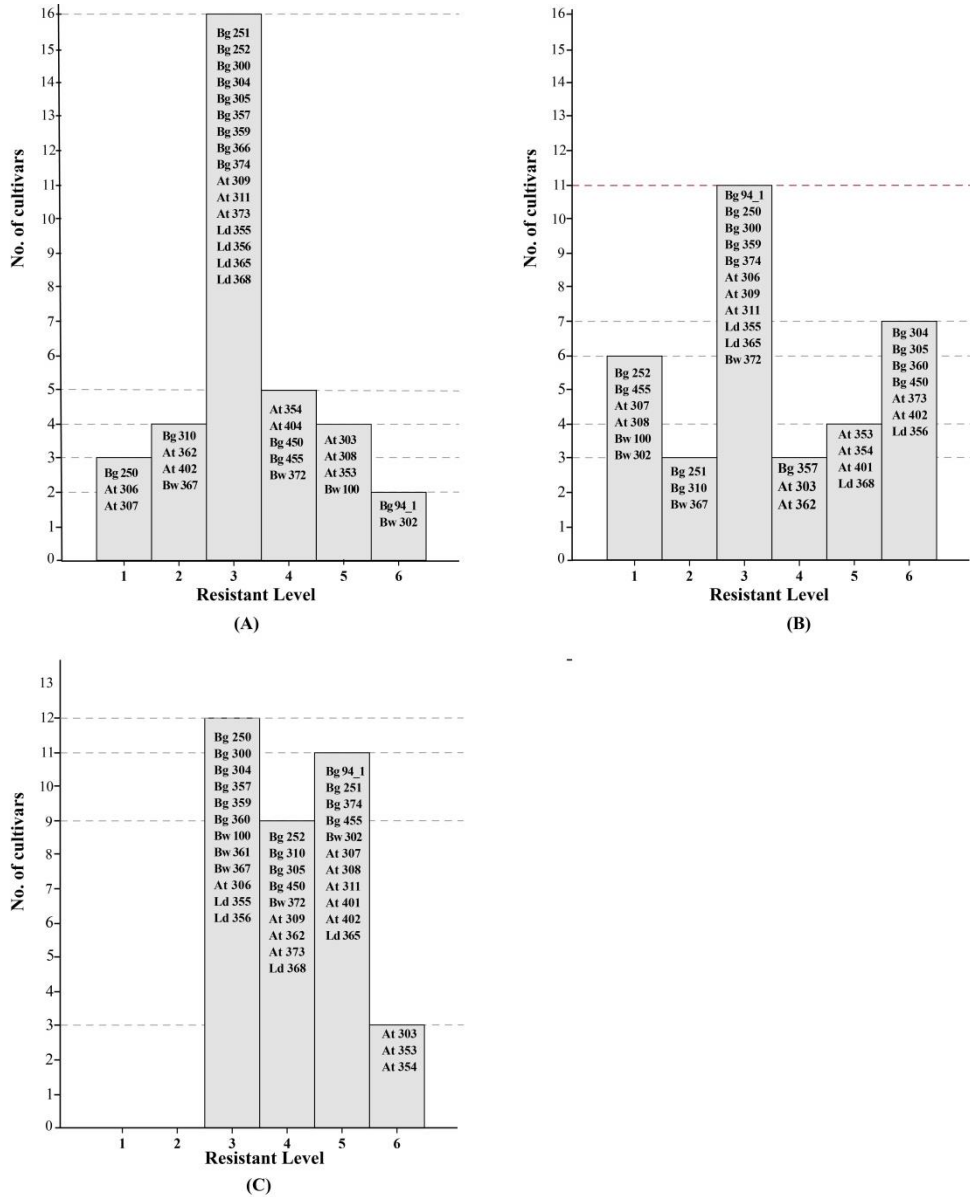 No. of cultivars
16
15
14
13
12
11
10
9
8
7
6
5
4
3
2
1
0
Bg 250
At 306
At 307
Bg 310
At 362
At 402
Bw 367
Bg 251
Bg 252
Bg 300
Bg 304
Bg 305
Bg 357
Bg 359
Bg 366
Bg 374
At 309
At 311
At 373
Ld 355
Ld 356
Ld 365
Ld 368
At 354
At 404
Bg 450
Bg 455
Bw 372
At 303
At 308
At 353
Bw 100
Bg 94_1
Bw 302
1 2 3 4 5 6
Resistant Level
(A)
No. of cultivars
16
15
14
13
12
11
10
9
8
7
6
5
4
3
2
1
0
Bg 252
Bg 455
At 307
At 308
Bw 100
Bw 302
Bg 251
Bg 310
Bw 367
Bg 94_1
Bg 250
Bg 300
Bg 359
Bg 374
At 306
At 309
At 311
Ld 355
Ld 365
Bw 372
Bg 357
At 303
At 362
At 353
At 354
At 401
Ld 368
Bg 304
Bg 305
Bg 360
Bg 450
At 373
At 402
Ld 356
1 2 3 4 5 6
Resistant Level
(B)
No. of cultivars
13
12
11
10
9
8
7
6
5
4
3
2
1
0
Bg 250
Bg 300
Bg 304
Bg 357
Bg 359
Bg 360
Bw 100
Bw 361
Bw 367
At 306
Ld 355
Ld 356
Bg 252
Bg 310
Bg 305
Bg 450
Bw 372
At 309
At 362
At 373
Ld 368
Bg 94_1
Bg 251
Bg 374
Bg 455
Bw 302
At 307
At 308
At 311
At 401
At 402
Ld 365
At 303
At 353
At 354
1 2 3 4 5 6
Resistant Level
(C)